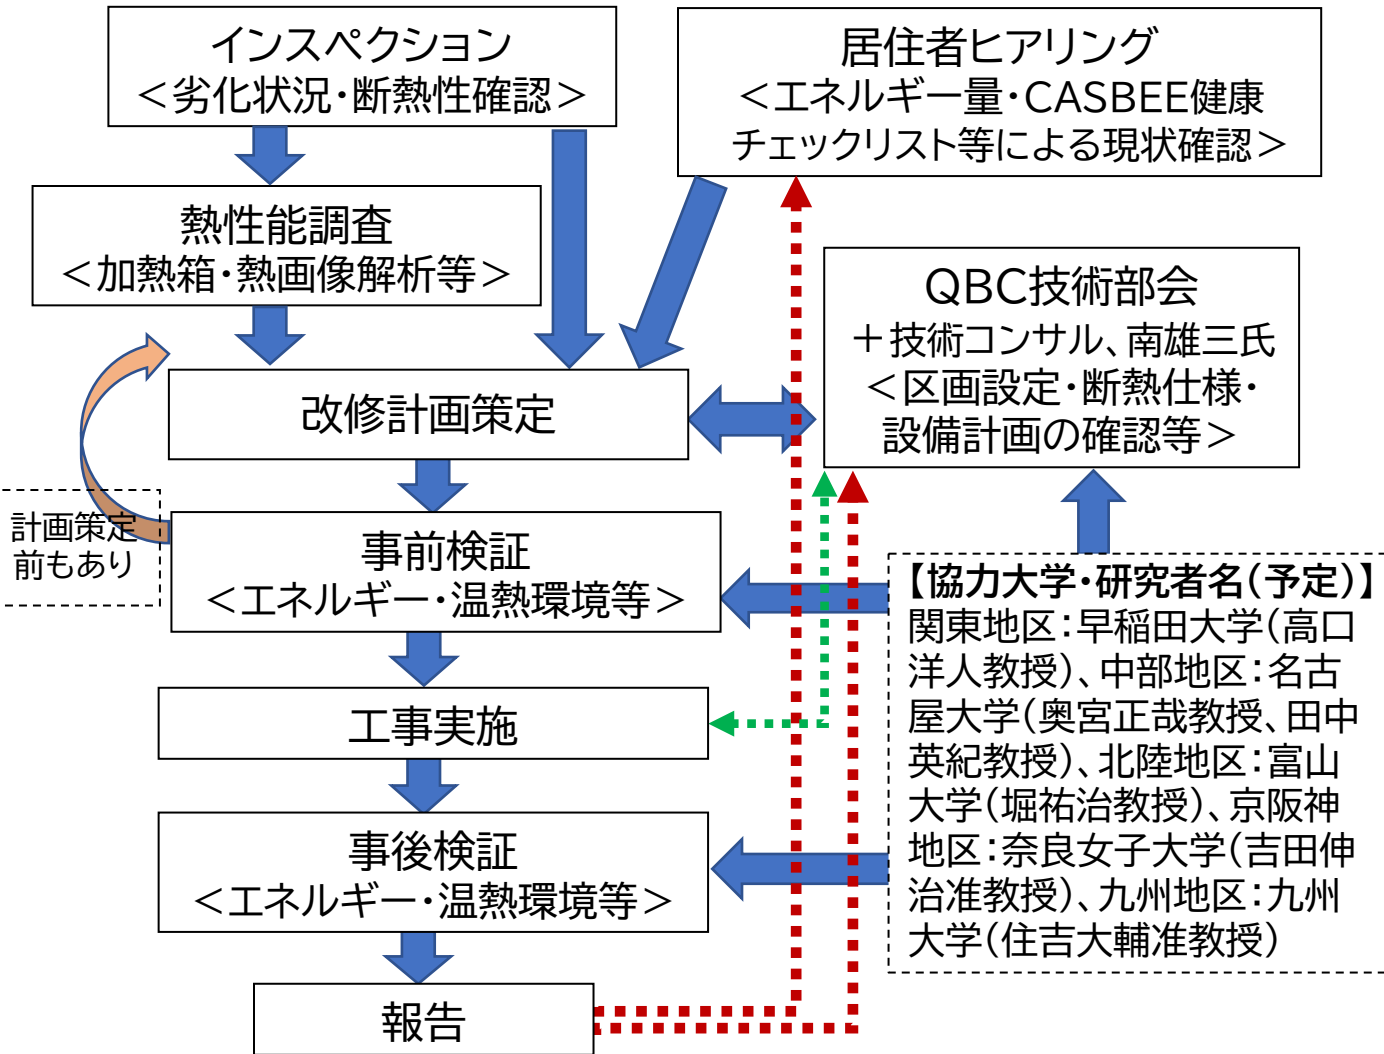 インスペクション
＜劣化状況・断熱性確認＞
居住者ヒアリング
＜エネルギー量・CASBEE健康
チェックリスト等による現状確認＞
熱性能調査
＜加熱箱・熱画像解析等＞
QBC技術部会
＋技術コンサル、南雄三氏
＜区画設定・断熱仕様・
設備計画の確認等＞
改修計画策定
計画策定
前もあり
事前検証
＜エネルギー・温熱環境等＞
【協力大学・研究者名(予定)】
関東地区：早稲田大学(高口
洋人教授)、中部地区：名古
屋大学(奥宮正哉教授、田中
英紀教授)、北陸地区：富山
大学(堀祐治教授)、京阪神
地区：奈良女子大学(吉田伸
治准教授)、九州地区：九州
大学(住吉大輔准教授)
工事実施
事後検証
＜エネルギー・温熱環境等＞
報告